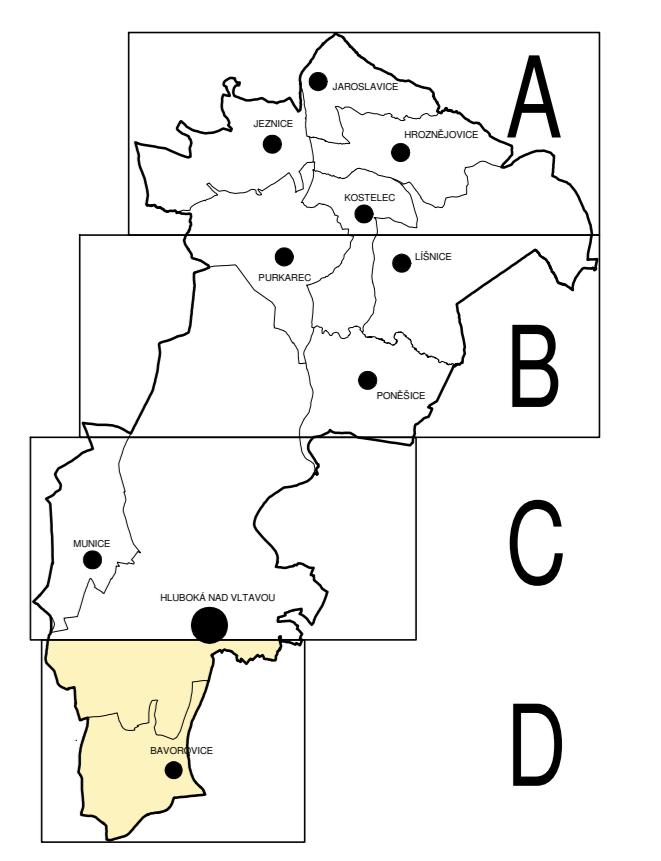 A
JAROSLAVICE
JEZNICE
HROZNĚJOVICE
KOSTELEC
LÍŠNICE
PURKAREC
B
PONĚŠICE
C
MUNICE
HLUBOKÁ NAD VLTAVOU
D
BAVOROVICE